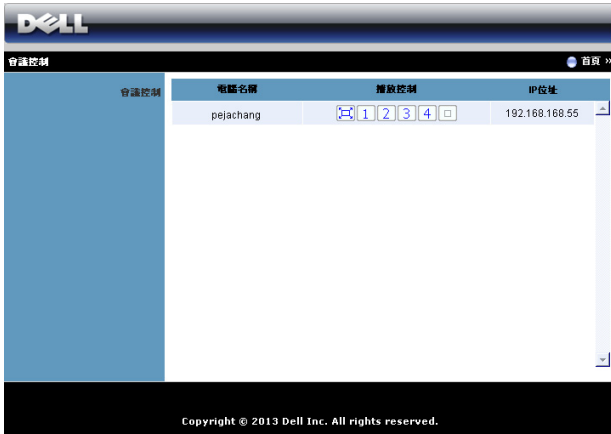 DELL
會議控制
首頁 »
會議控制
電腦名稱 播放控制 IP位址
pejachang 1 2 3 4 192.168.168.55
Copyright © 2013 Dell Inc. All rights reserved.